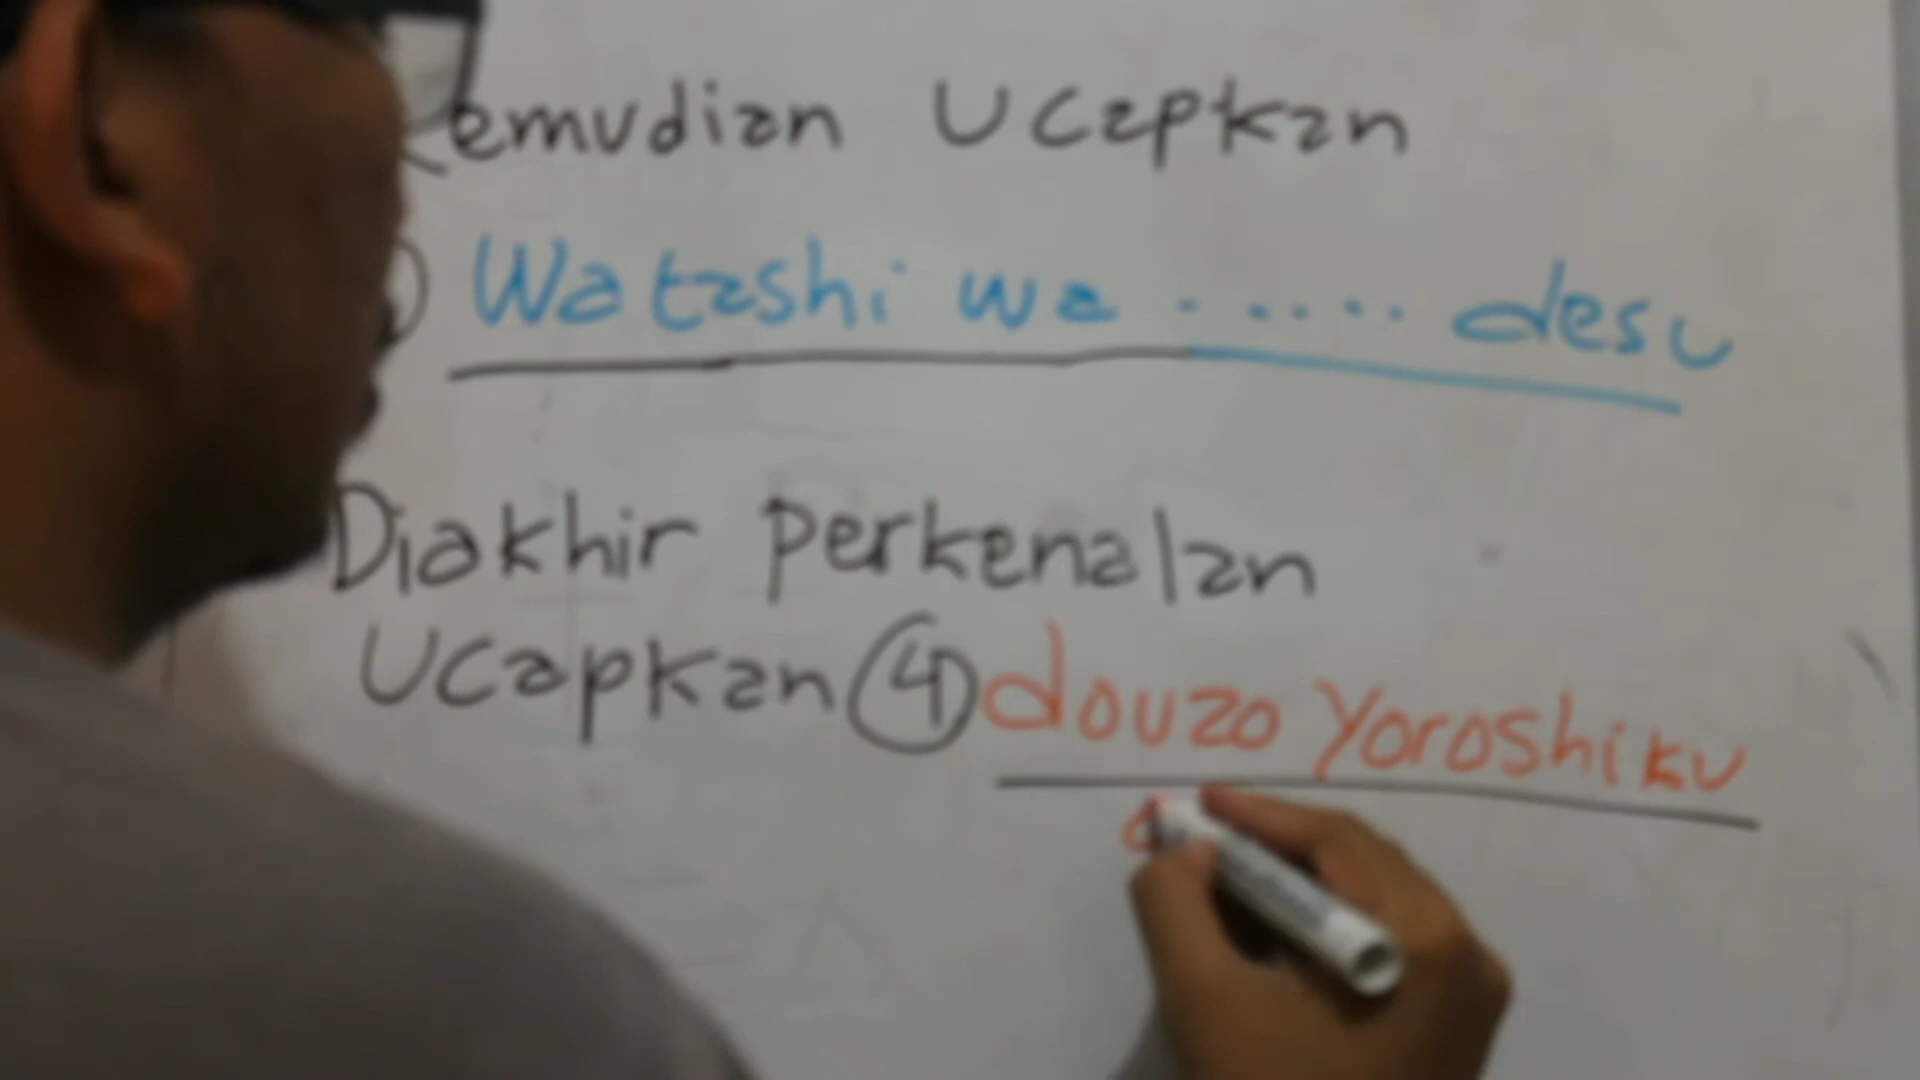 Kemudian Ucapkan
Watashi wa ..... desu
Diakhir perkenalan
Ucapkan ④ douzo yoroshiku